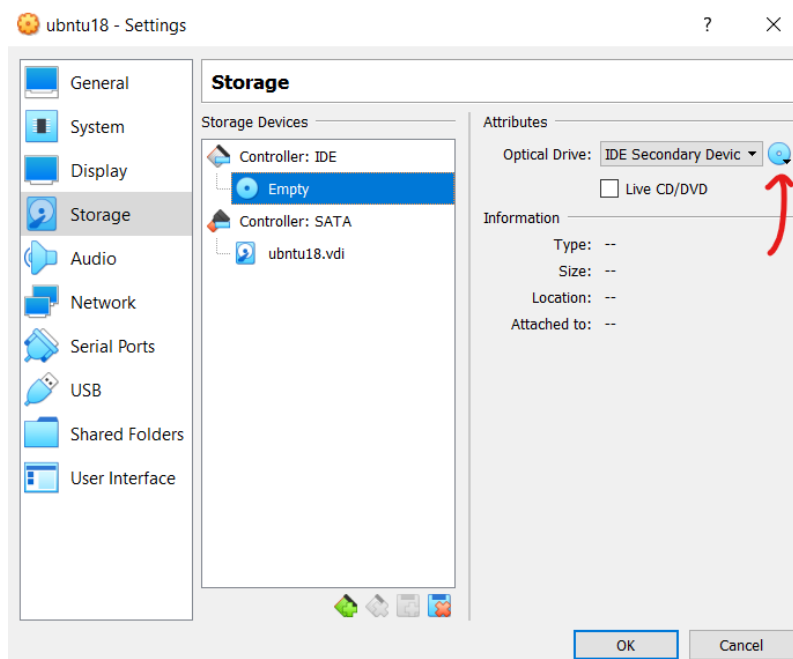 ubntu18 - Settings
?
General
System
Display
Storage
Audio
Network
Serial Ports
USB
Shared Folders
User Interface
Storage
Storage Devices
Controller: IDE
Empty
Controller: SATA
ubntu18.vdi
Attributes
Optical Drive: IDE Secondary Devic
Live CD/DVD
Information
Type: --
Size: --
Location: --
Attached to: --
OK
Cancel